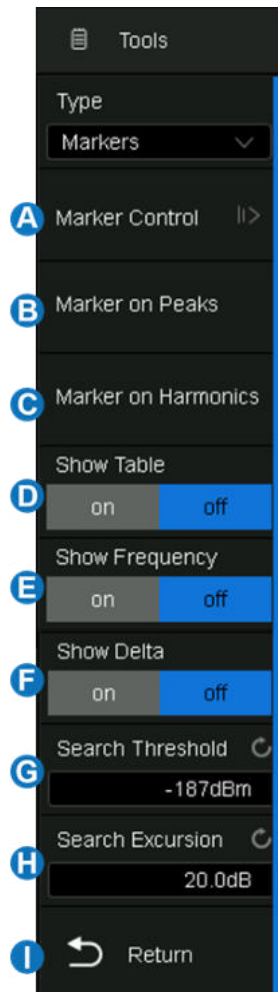 Tools
Type
Markers
A Marker Control
B Marker on Peaks
C Marker on Harmonics
Show Table
D on off
Show Frequency
E on off
Show Delta
F on off
Search Threshold
G -187dBm
Search Excursion
H 20.0dB
I Return